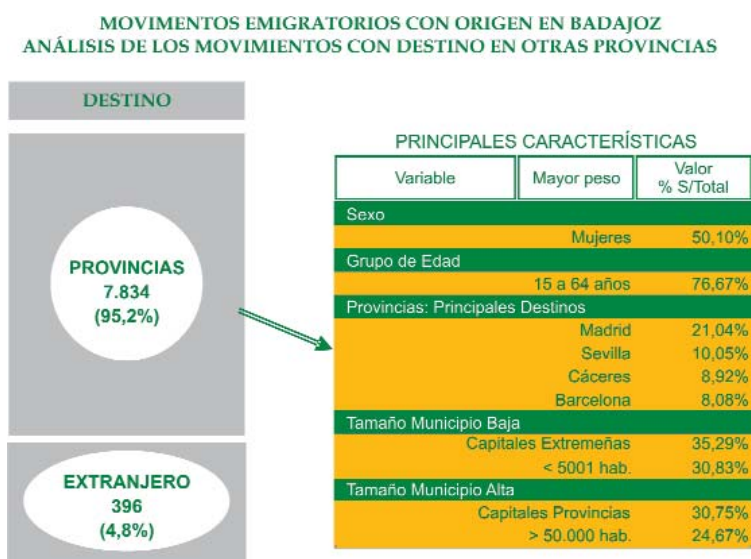 MOVIMENTOS EMIGRATORIOS CON ORIGEN EN BADAJOZ
ANÁLISIS DE LOS MOVIMIENTOS CON DESTINO EN OTRAS PROVINCIAS
DESTINO
PROVINCIAS
7.834
(95,2%)
EXTRANJERO
396
(4,8%)
PRINCIPALES CARACTERÍSTICAS
Variable Mayor peso Valor % S/Total
Sexo
Mujeres 50,10%
Grupo de Edad
15 a 64 años 76,67%
Provincias: Principales Destinos
Madrid 21,04%
Sevilla 10,05%
Cáceres 8,92%
Barcelona 8,08%
Tamaño Municipio Baja
Capitales Extremeñas 35,29%
< 5001 hab. 30,83%
Tamaño Municipio Alta
Capitales Provincias 30,75%
> 50.000 hab. 24,67%